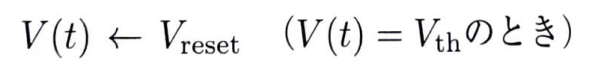 V(t) ← V_reset （V(t) = V_thのとき）